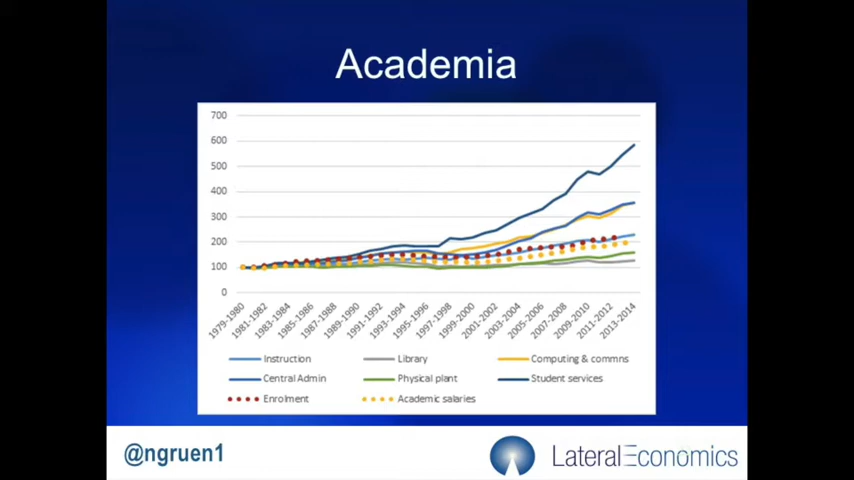 Academia
700
600
500
400
300
200
100
0
1979-1980 1981-1982 1983-1984 1985-1986 1987-1988 1989-1990 1991-1992 1993-1994 1995-1996 1997-1998 1999-2000 2001-2002 2003-2004 2005-2006 2007-2008 2009-2010 2011-2012 2013-2014
Instruction Library Computing & commns
Central Admin Physical plant Student services
Enrolment Academic salaries
@ngruen1 LateralEconomics